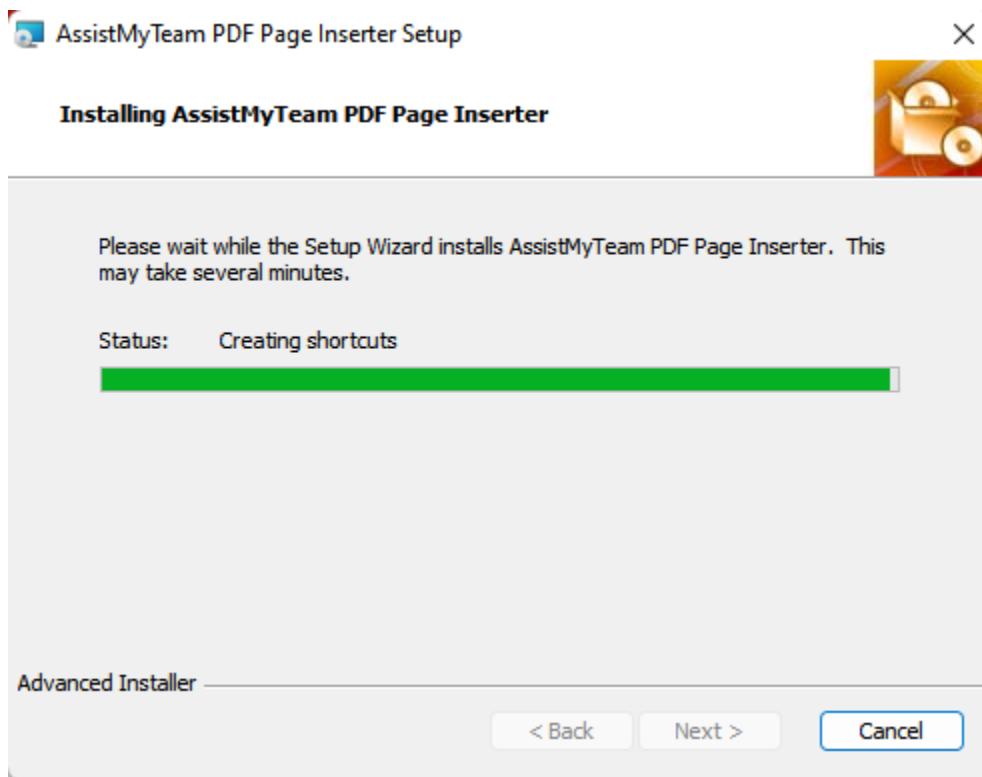 AssistMyTeam PDF Page Inserter Setup
Installing AssistMyTeam PDF Page Inserter
Please wait while the Setup Wizard installs AssistMyTeam PDF Page Inserter. This
may take several minutes.
Status: Creating shortcuts
Advanced Installer
< Back Next > Cancel